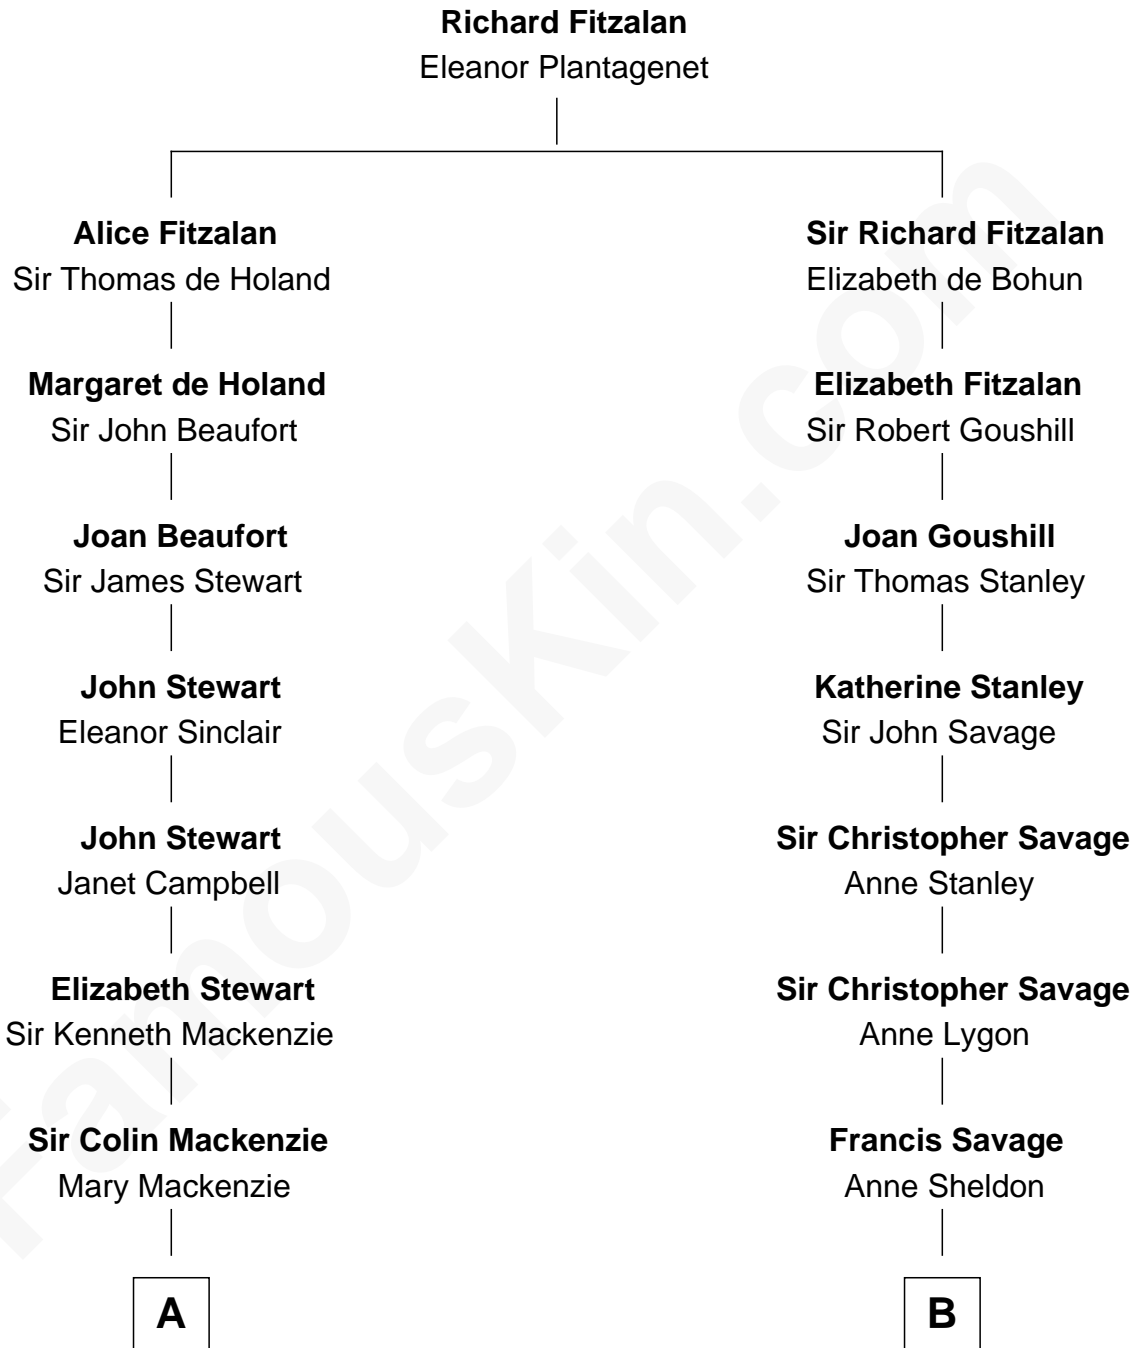 Richard Fitzalan
Eleanor Plantagenet
Alice Fitzalan
Sir Thomas de Holand
Margaret de Holand
Sir John Beaufort
Joan Beaufort
Sir James Stewart
John Stewart
Eleanor Sinclair
John Stewart
Janet Campbell
Elizabeth Stewart
Sir Kenneth Mackenzie
Sir Colin Mackenzie
Mary Mackenzie
A
Sir Richard Fitzalan
Elizabeth de Bohun
Elizabeth Fitzalan
Sir Robert Goushill
Joan Goushill
Sir Thomas Stanley
Katherine Stanley
Sir John Savage
Sir Christopher Savage
Anne Stanley
Sir Christopher Savage
Anne Lygon
Francis Savage
Anne Sheldon
B
FamousKin.com